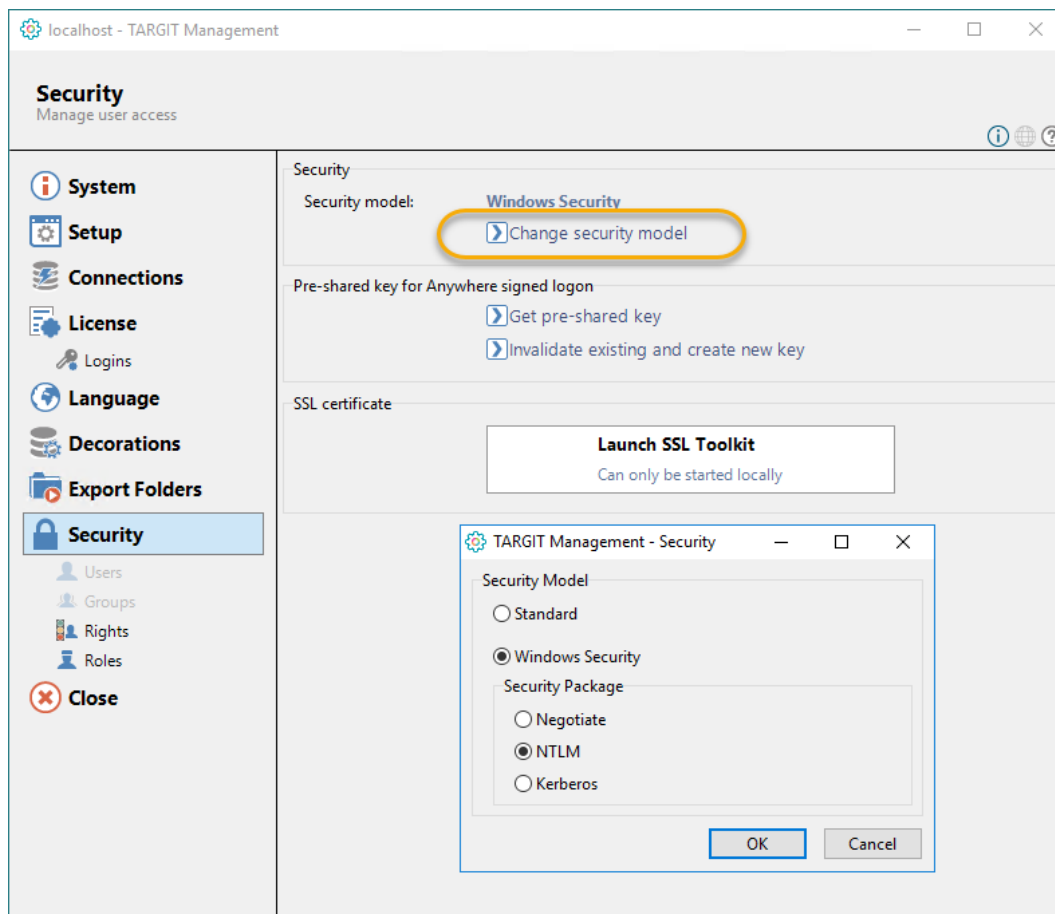 localhost - TARGIT Management
Security
Manage user access
System
Setup
Connections
License
Logins
Language
Decorations
Export Folders
Security
Users
Groups
Rights
Roles
Close
Security
Security model: Windows Security
Change security model
Pre-shared key for Anywhere signed logon
Get pre-shared key
Invalidate existing and create new key
SSL certificate
Launch SSL Toolkit
Can only be started locally
TARGIT Management - Security
Security Model
Standard
Windows Security
Security Package
Negotiate
NTLM
Kerberos
OK Cancel